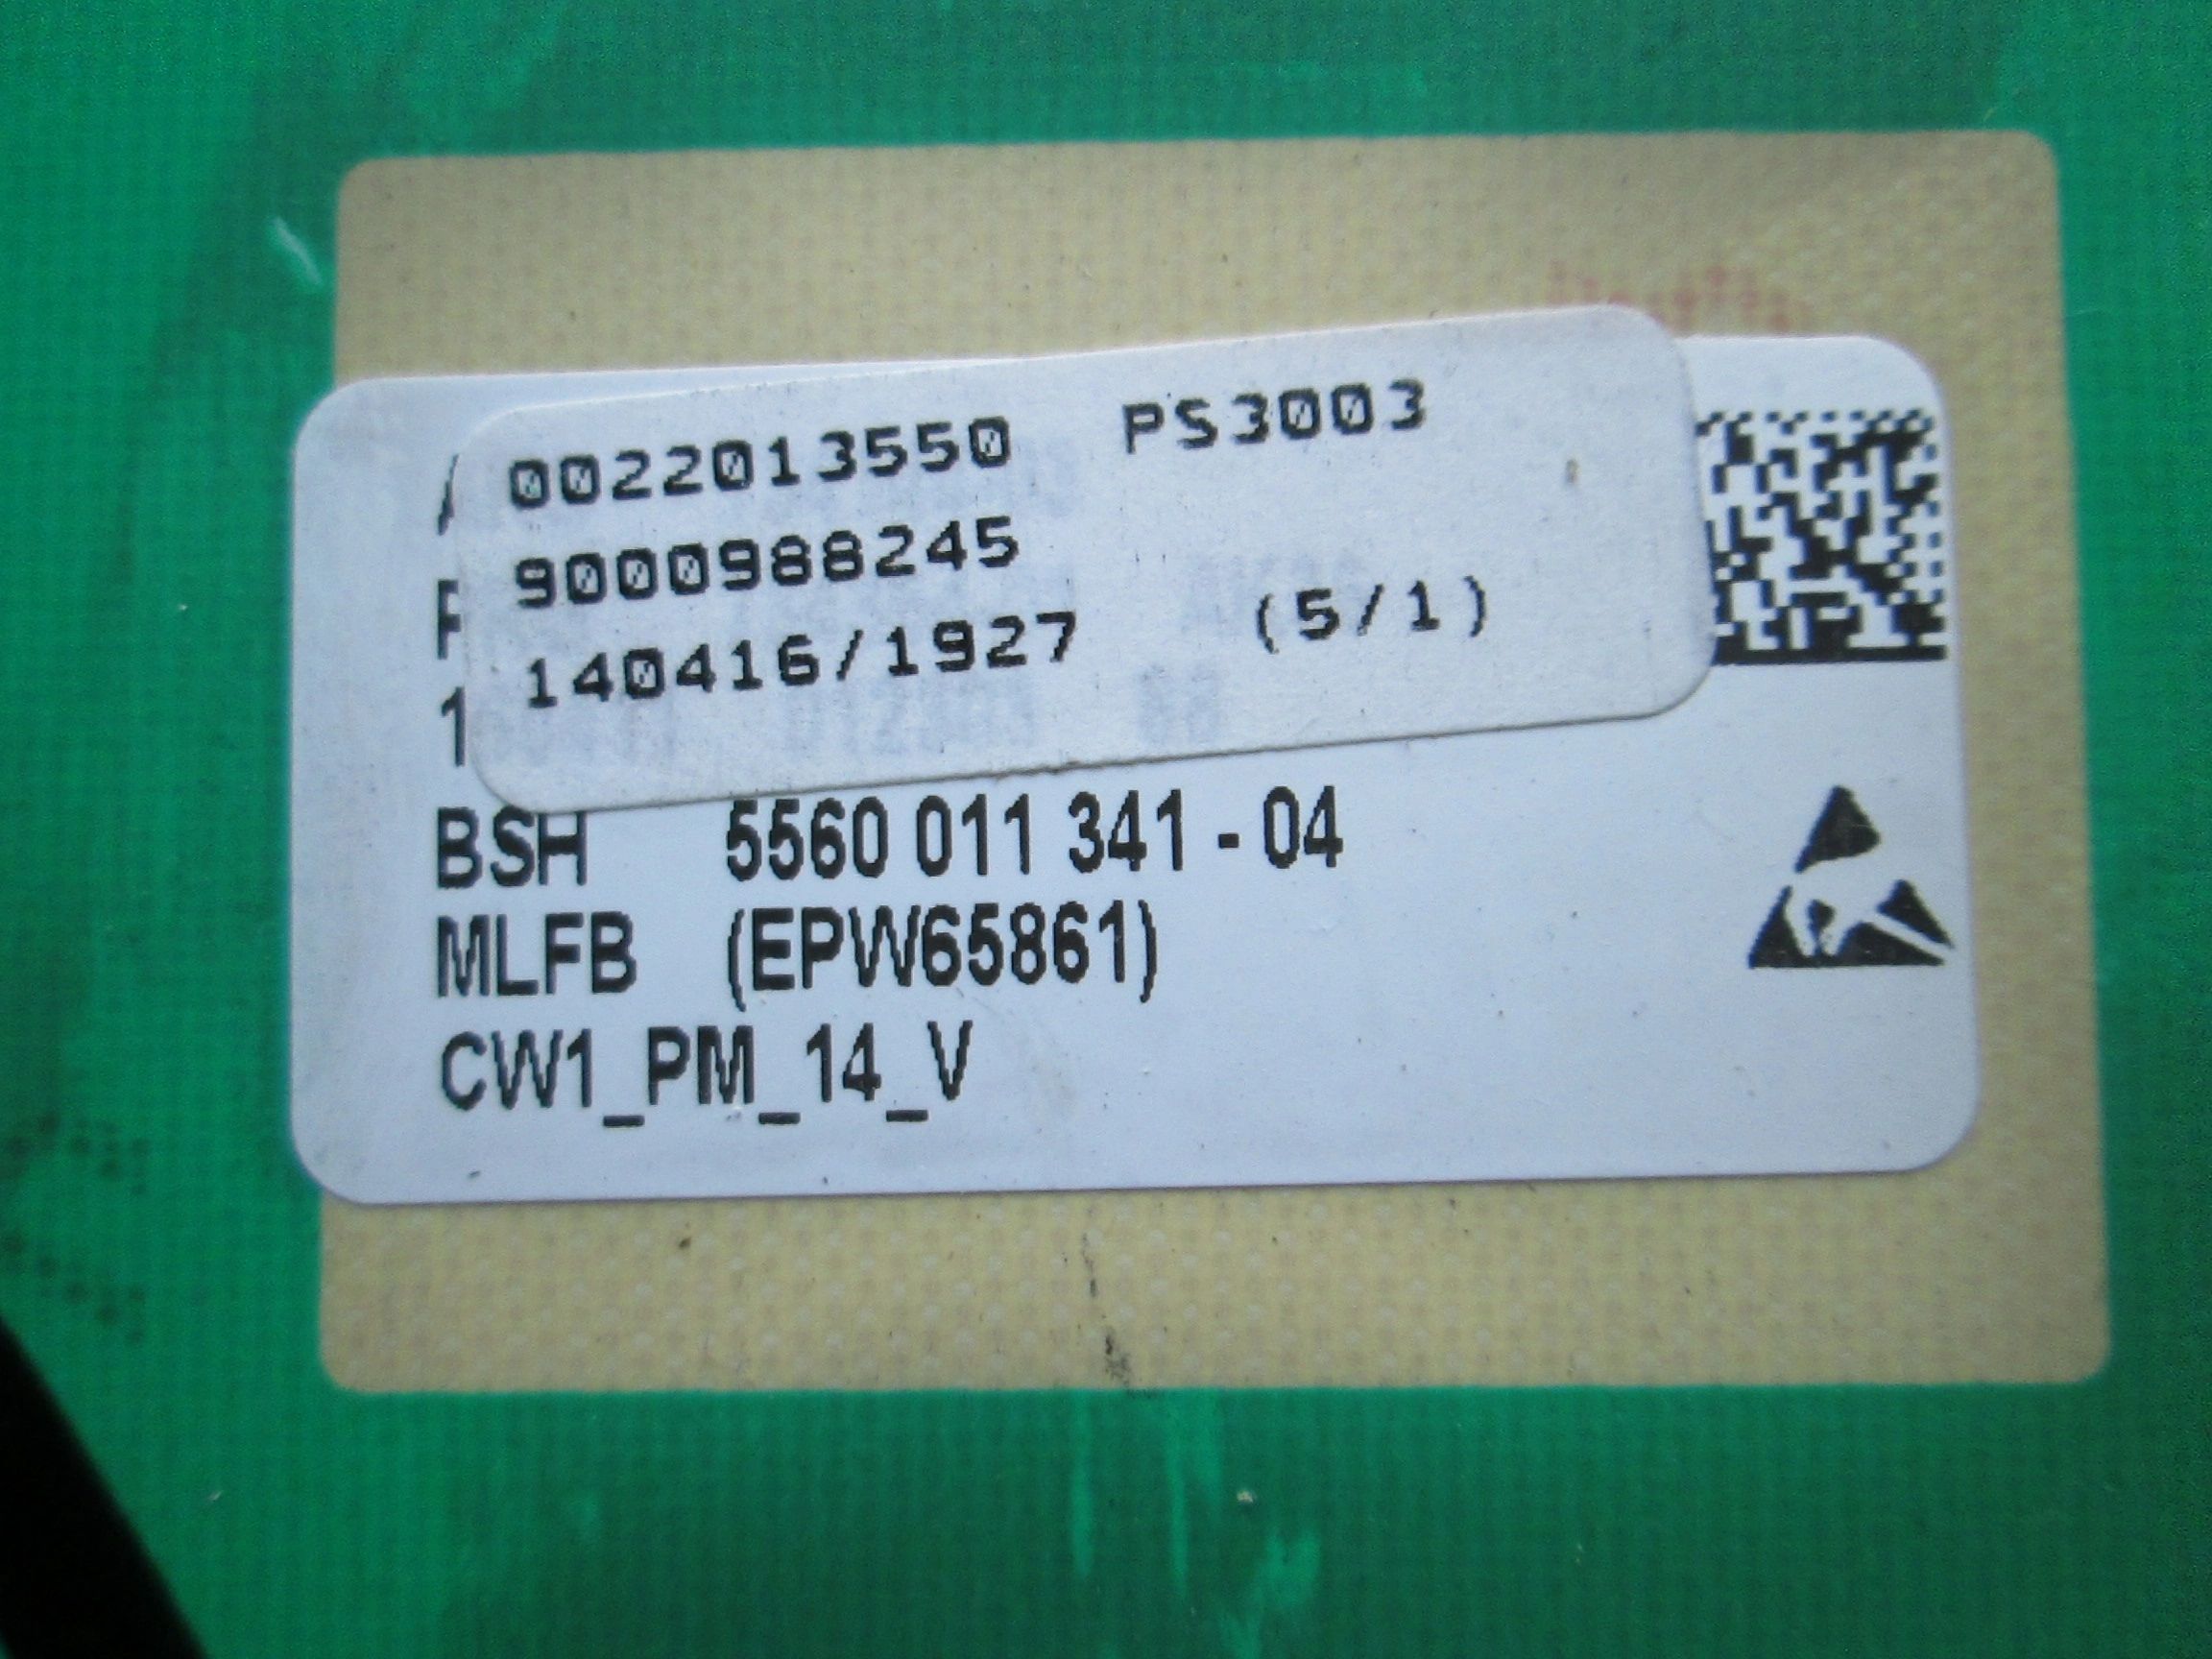 0022013550 PS3003
9000988245
140416/1927 (5/1)
BSH 5560 011 341 - 04
MLFB (EPW65861)
CW1_PM_14_V